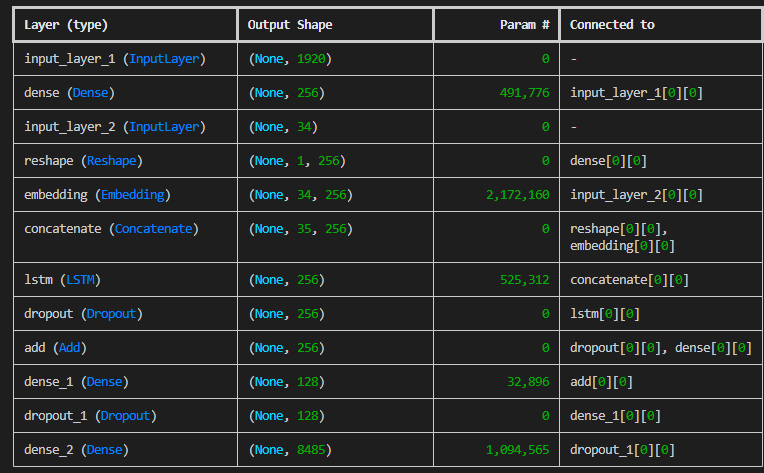 Layer (type) Output Shape Param # Connected to
input_layer_1 (InputLayer) (None, 1920) 0 -
dense (Dense) (None, 256) 491,776 input_layer_1[0][0]
input_layer_2 (InputLayer) (None, 34) 0 -
reshape (Reshape) (None, 1, 256) 0 dense[0][0]
embedding (Embedding) (None, 34, 256) 2,172,160 input_layer_2[0][0]
concatenate (Concatenate) (None, 35, 256) 0 reshape[0][0],
embedding[0][0]
lstm (LSTM) (None, 256) 525,312 concatenate[0][0]
dropout (Dropout) (None, 256) 0 lstm[0][0]
add (Add) (None, 256) 0 dropout[0][0], dense[0][0]
dense_1 (Dense) (None, 128) 32,896 add[0][0]
dropout_1 (Dropout) (None, 128) 0 dense_1[0][0]
dense_2 (Dense) (None, 8485) 1,094,565 dropout_1[0][0]